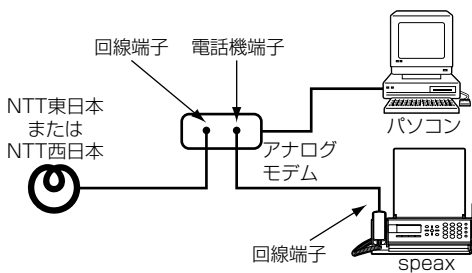 回線端子
電話機端子
NTT東日本
または
NTT西日本
アナログ
モデム
パソコン
回線端子
speax